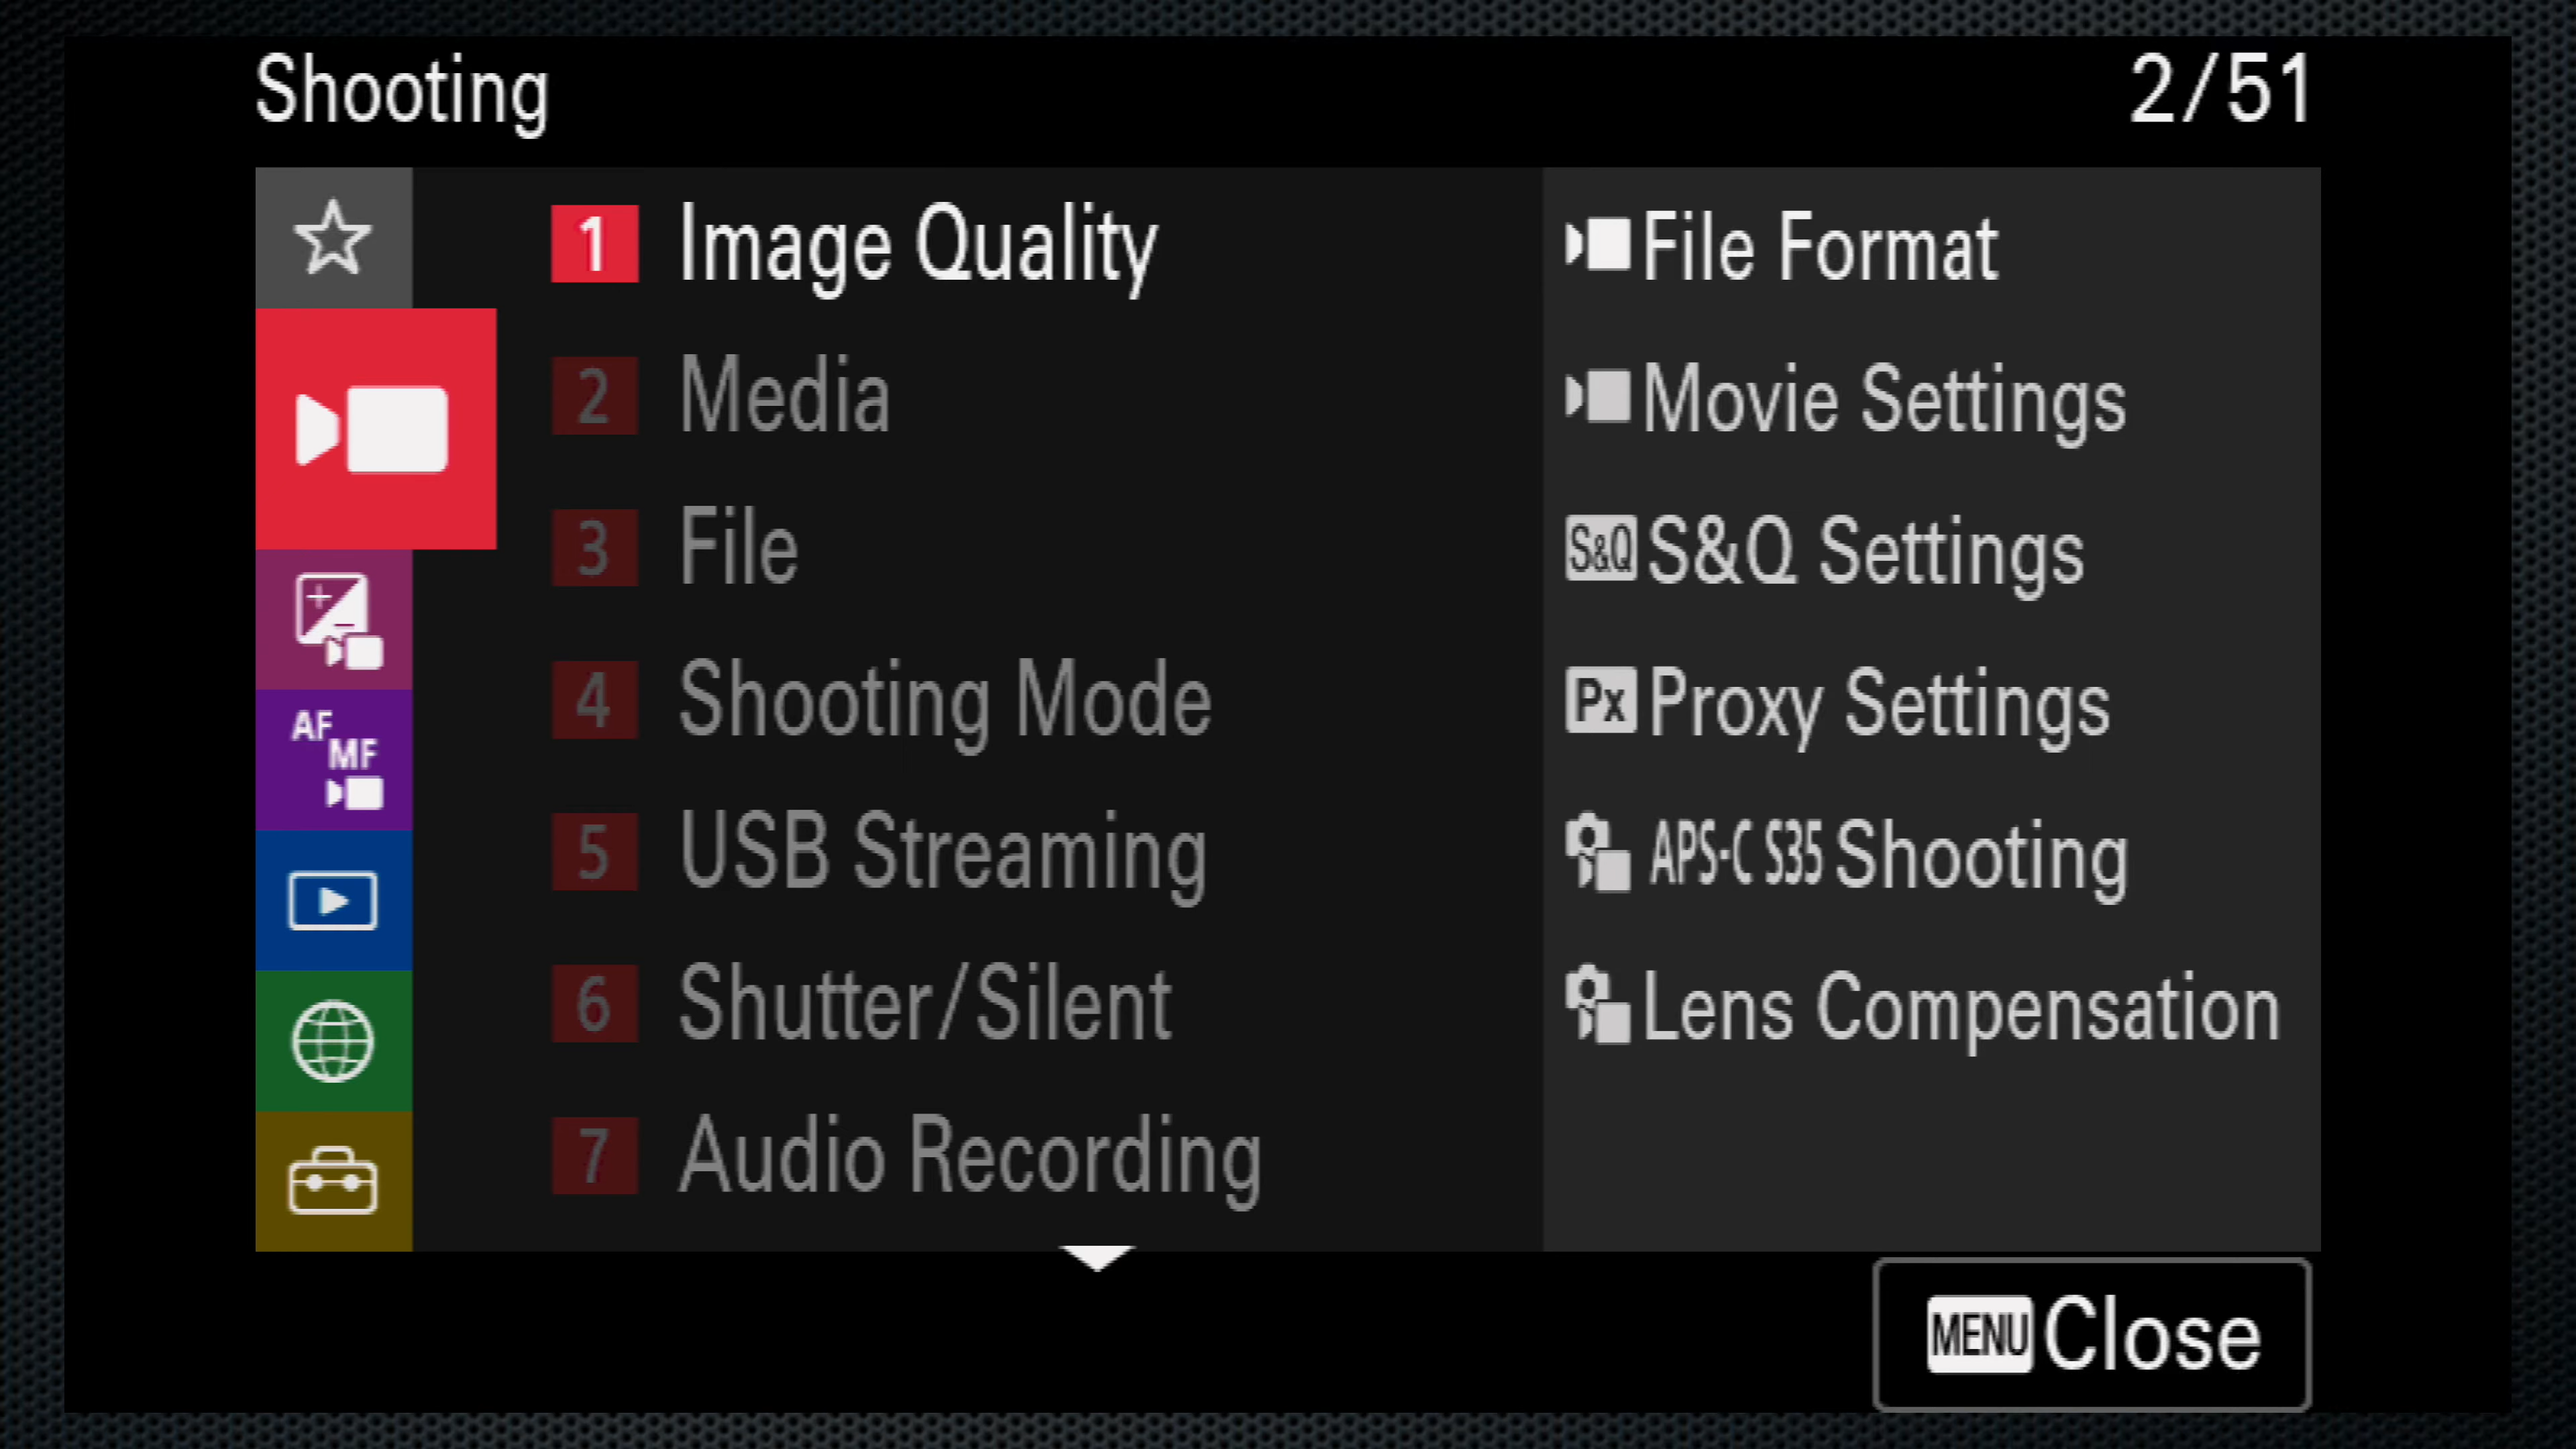 Shooting
2/51
1 Image Quality
2 Media
3 File
4 Shooting Mode
5 USB Streaming
6 Shutter/Silent
7 Audio Recording
AF
MF
File Format
Movie Settings
S&Q S&Q Settings
Px Proxy Settings
APS-C S35 Shooting
Lens Compensation
MENU Close